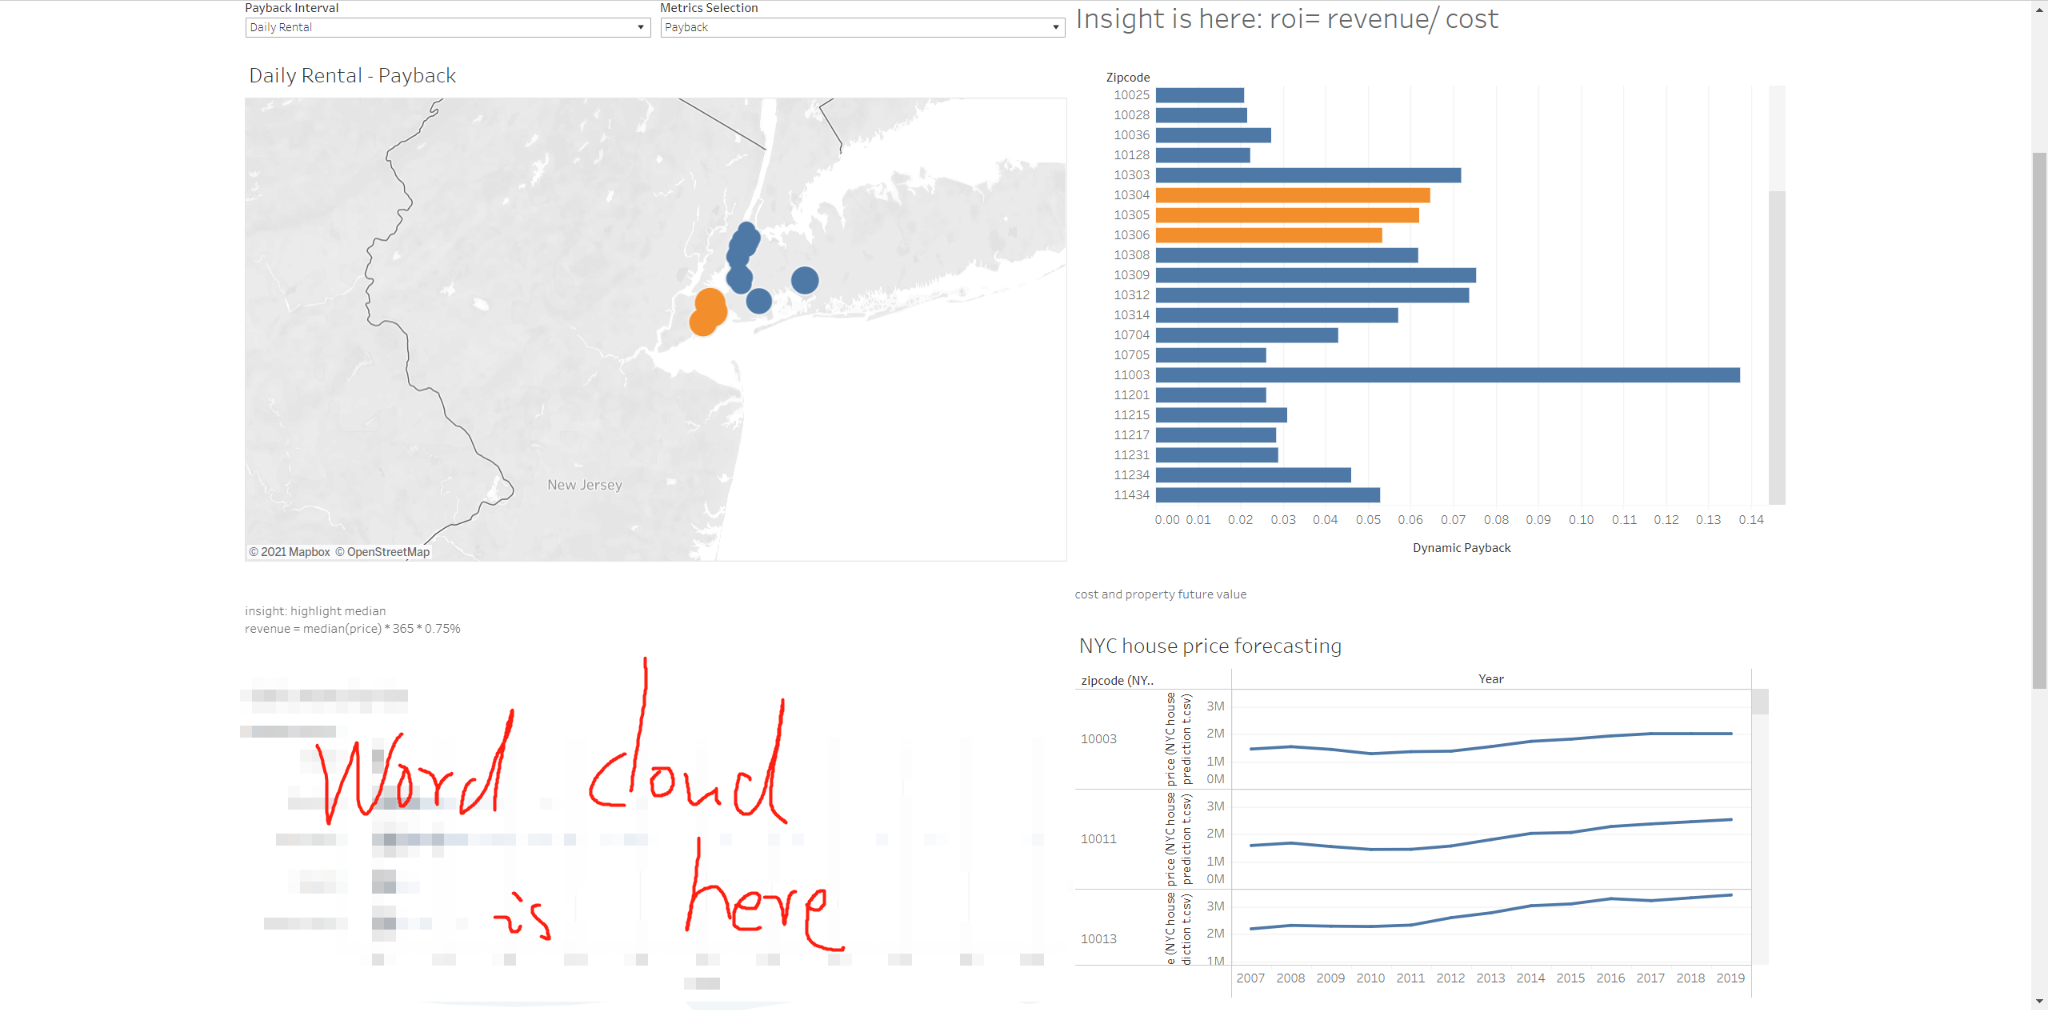 Payback Interval
Daily Rental
Metrics Selection
Payback
Insight is here: roi= revenue/ cost
Daily Rental - Payback
New Jersey
© 2021 Mapbox © OpenStreetMap
Zipcode
10025
10028
10036
10128
10303
10304
10305
10306
10308
10309
10312
10314
10704
10705
11003
11201
11215
11217
11231
11234
11434
0.00 0.01 0.02 0.03 0.04 0.05 0.06 0.07 0.08 0.09 0.10 0.11 0.12 0.13 0.14
Dynamic Payback
insight: highlight median
revenue = median(price) * 365 * 0.75%
Word cloud
is here
cost and property future value
NYC house price forecasting
zipcode (NY..
Year
10003
price (NYC house
prediction t.csv)
3M
2M
1M
0M
10011
price (NYC house
prediction t.csv)
3M
2M
1M
0M
10013
e (NYC house
diction t.csv)
3M
2M
1M
2007 2008 2009 2010 2011 2012 2013 2014 2015 2016 2017 2018 2019